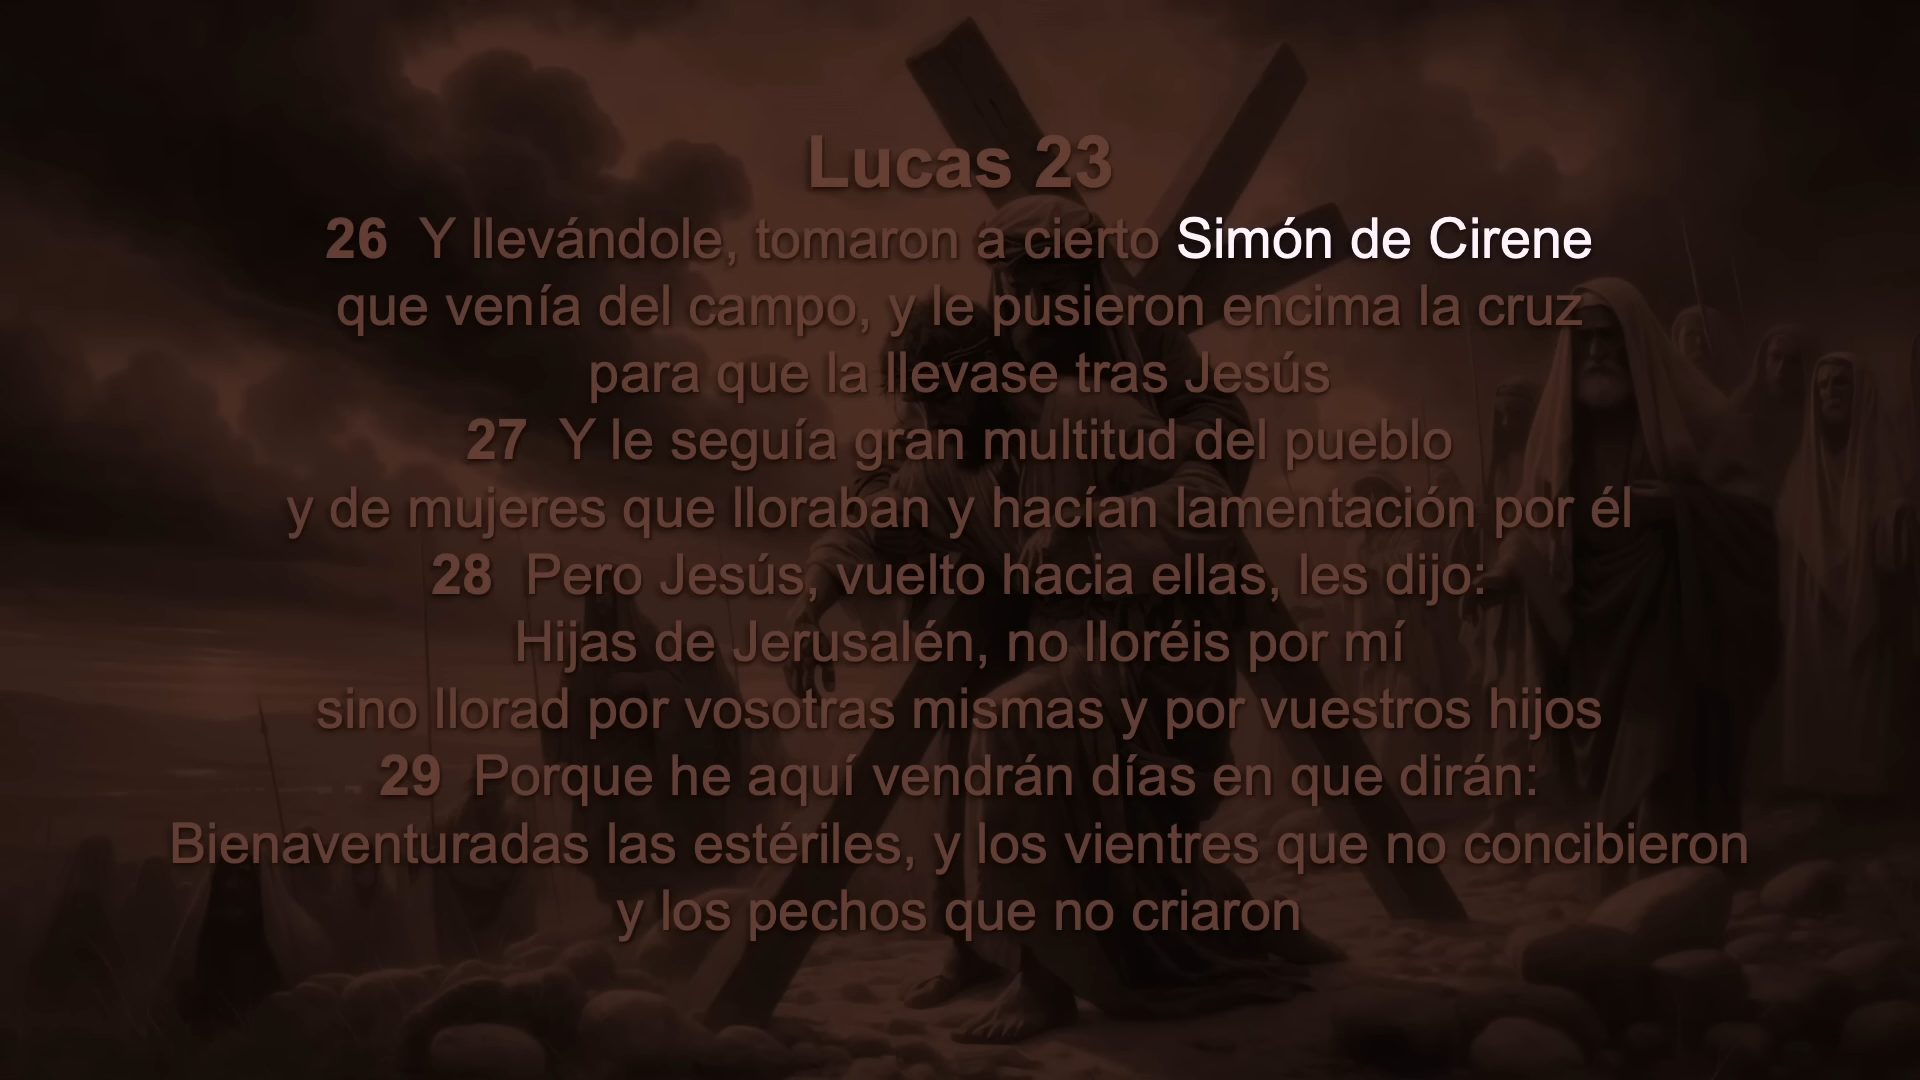 Lucas 23
26 Y llevándole, tomaron a cierto Simón de Cirene
que venía del campo, y le pusieron encima la cruz
para que la llevase tras Jesús
27 Y le seguía gran multitud del pueblo
y de mujeres que lloraban y hacían lamentación por él
28 Pero Jesús, vuelto hacia ellas, les dijo:
Hijas de Jerusalén, no lloréis por mí
sino llorad por vosotras mismas y por vuestros hijos
29 Porque he aquí vendrán días en que dirán:
Bienaventuradas las estériles, y los vientres que no concibieron
y los pechos que no criaron